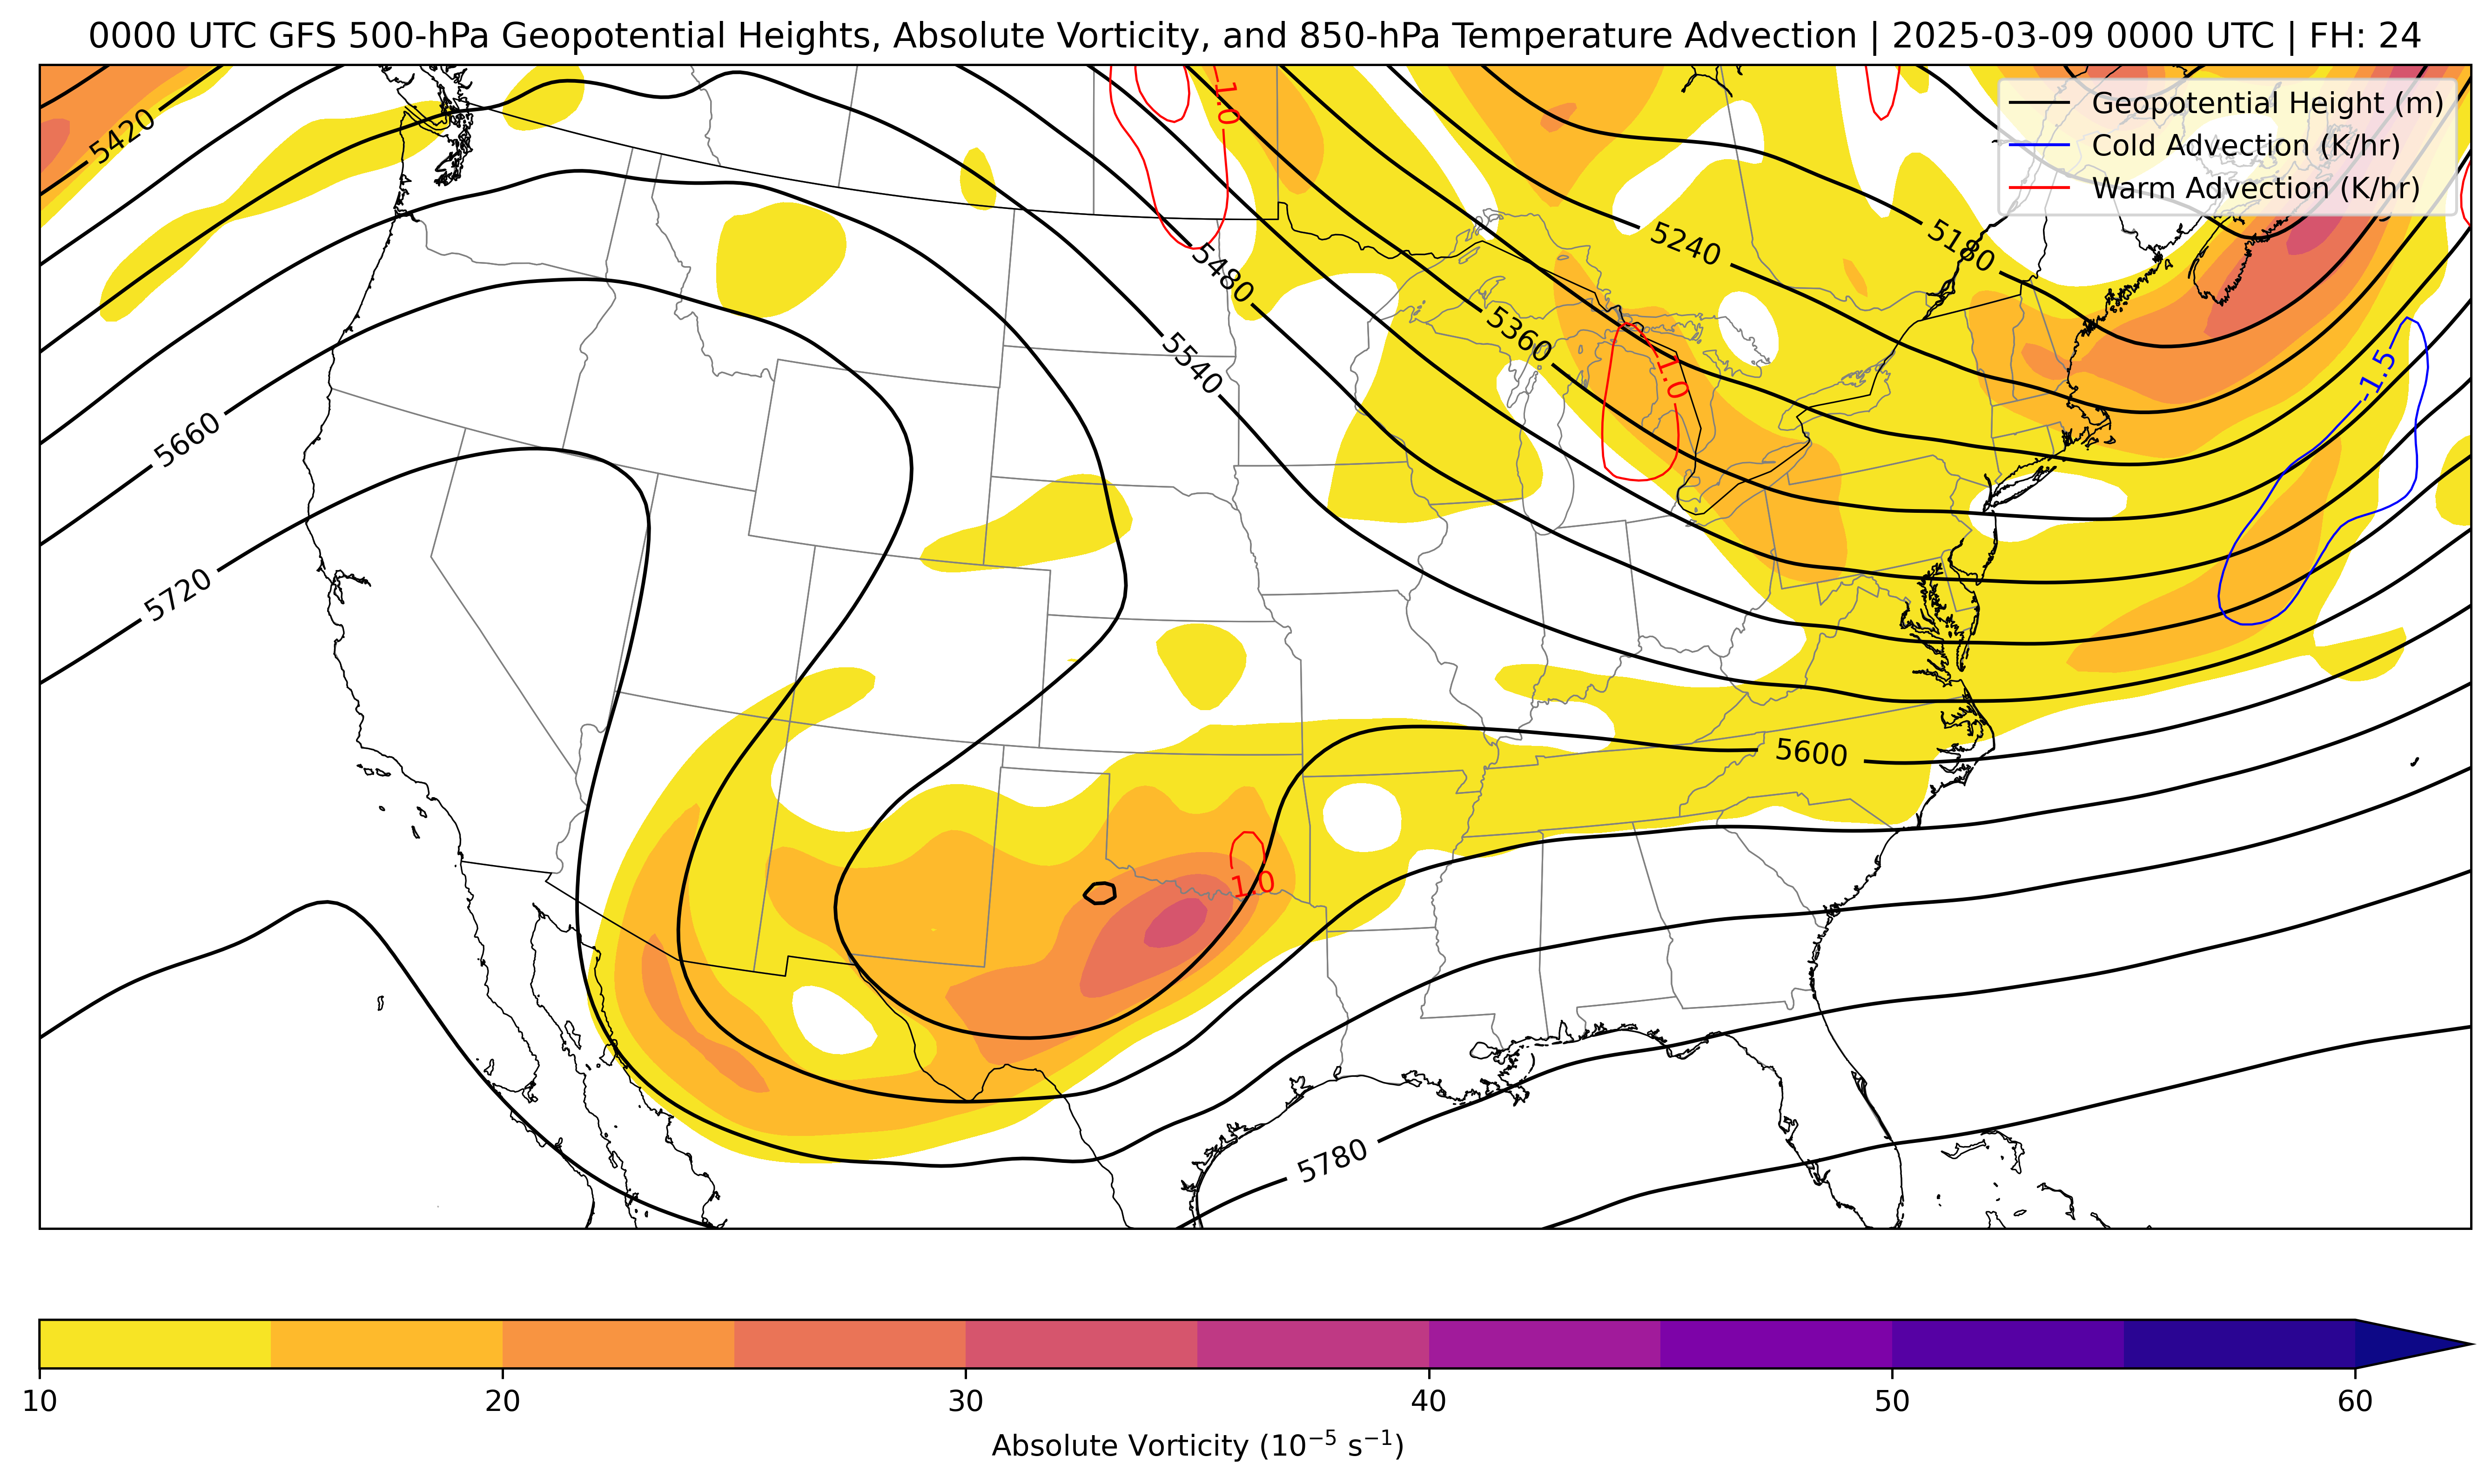 0000 UTC GFS 500-hPa Geopotential Heights, Absolute Vorticity, and 850-hPa Temperature Advection | 2025-03-09 0000 UTC | FH: 24
Geopotential Height (m)
Cold Advection (K/hr)
Warm Advection (K/hr)
1.0
5420
5240
5180
5480
5360
5540
1.0
-1.5
5660
5720
5600
1.0
5780
10 20 30 40 50 60
Absolute Vorticity (10⁻⁵ s⁻¹)